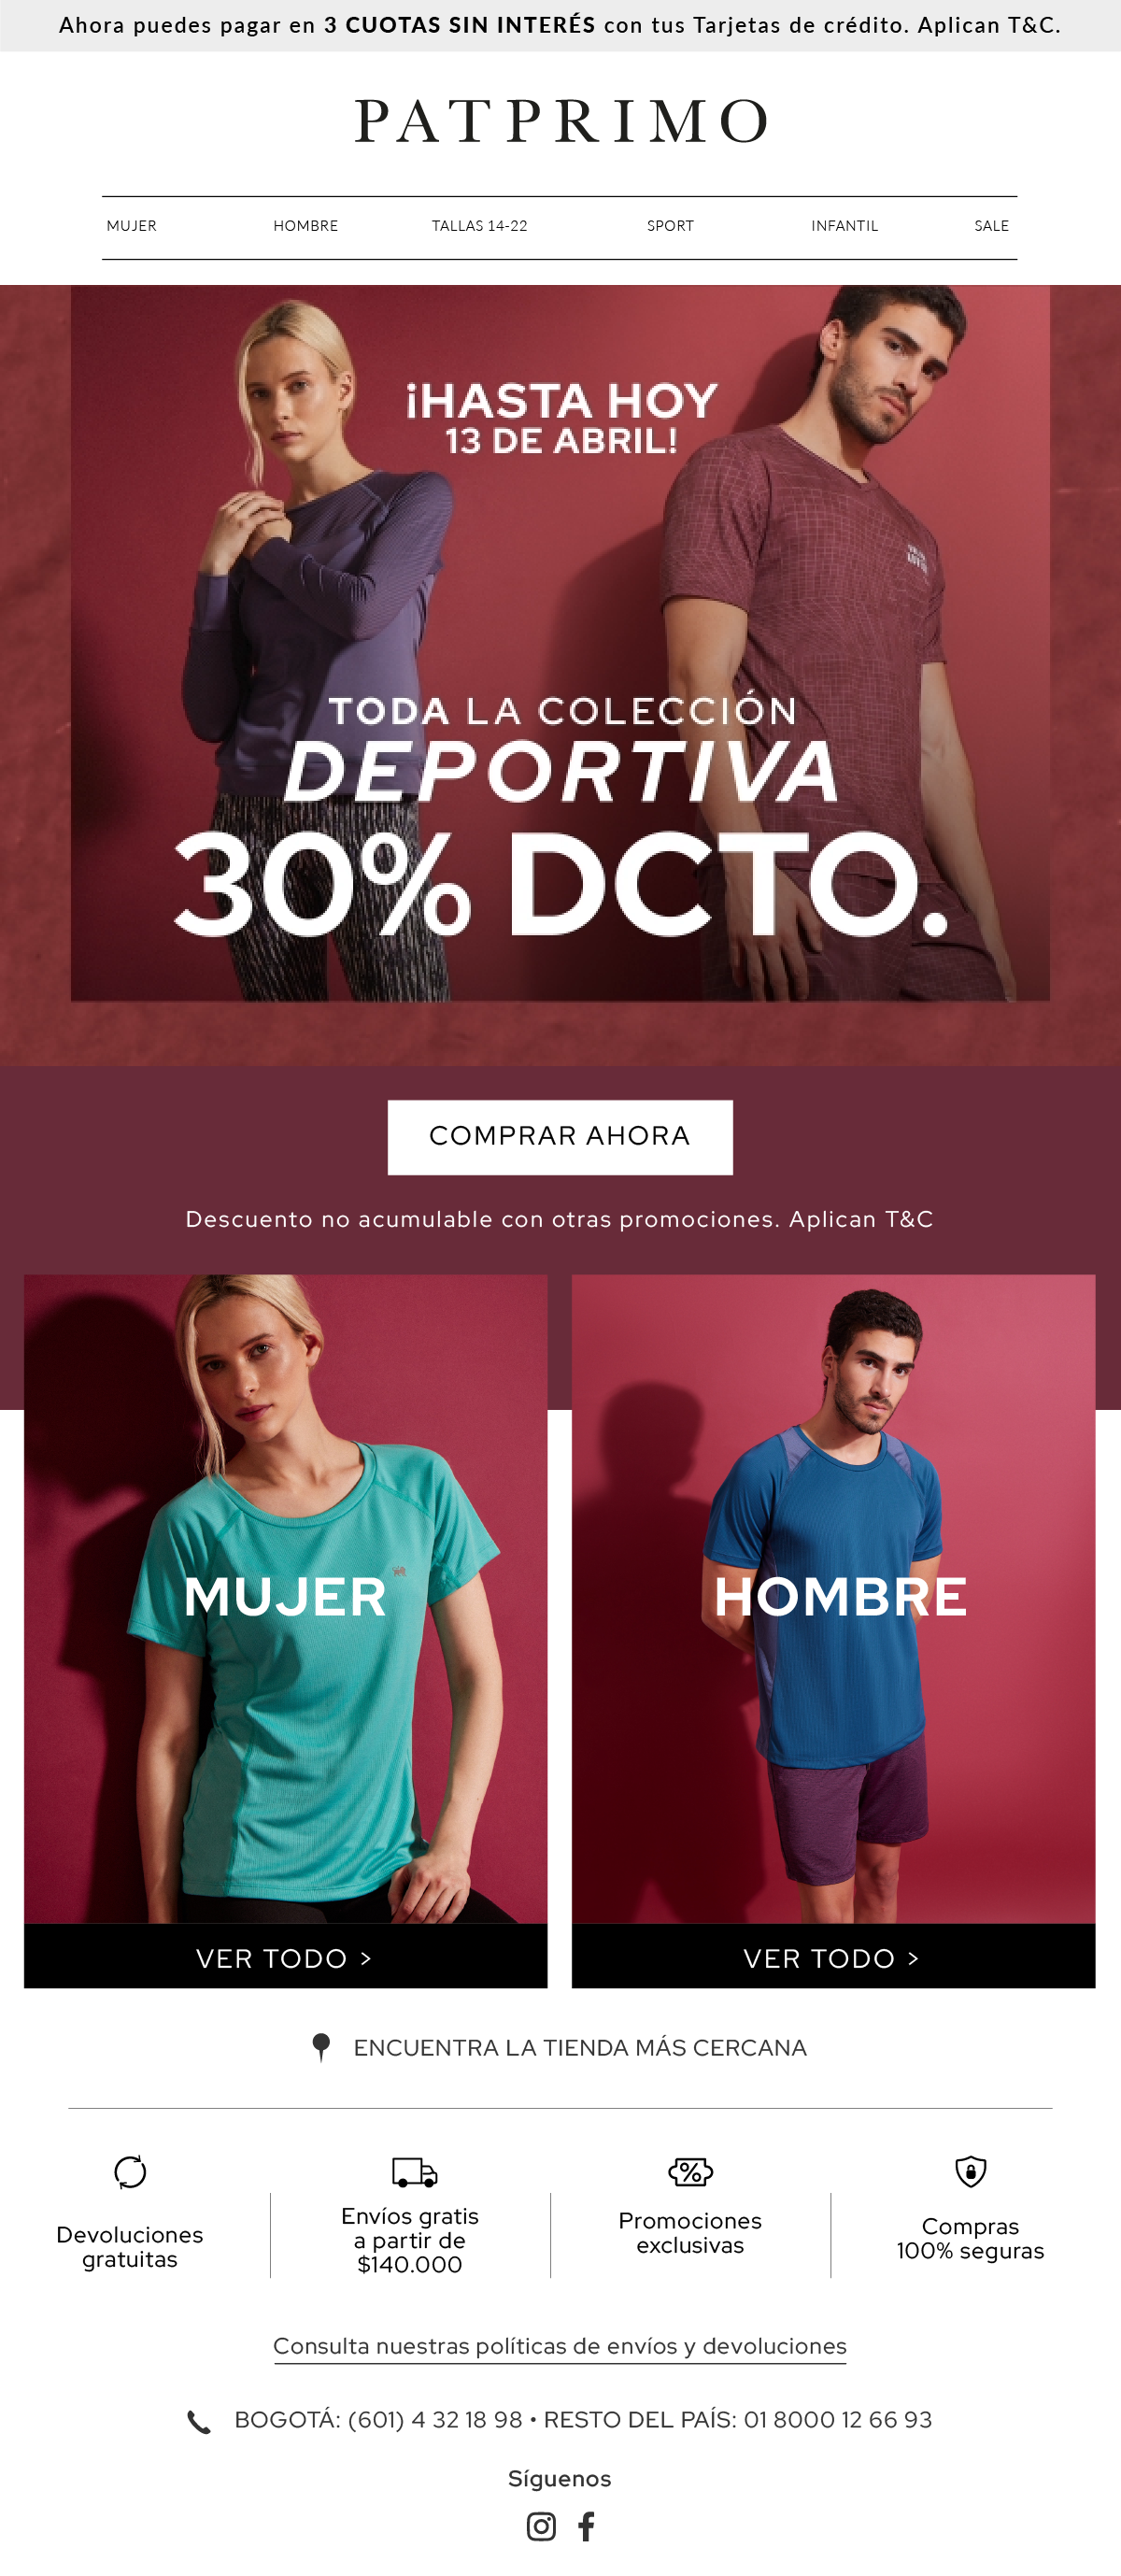 Ahora puedes pagar en 3 CUOTAS SIN INTERÉS con tus Tarjetas de crédito. Aplican T&C.
PATPRIMO
MUJER HOMBRE TALLAS 14-22 SPORT INFANTIL SALE
¡HASTA HOY
13 DE ABRIL!
TODA LA COLECCIÓN
DEPORTIVA
30% DCTO.
COMPRAR AHORA
Descuento no acumulable con otras promociones. Aplican T&C
MUJER
HOMBRE
VER TODO >
VER TODO >
ENCUENTRA LA TIENDA MÁS CERCANA
Devoluciones
gratuitas
Envíos gratis
a partir de
$140.000
Promociones
exclusivas
Compras
100% seguras
Consulta nuestras políticas de envíos y devoluciones
BOGOTÁ: (601) 4 32 18 98 • RESTO DEL PAÍS: 01 8000 12 66 93
Síguenos